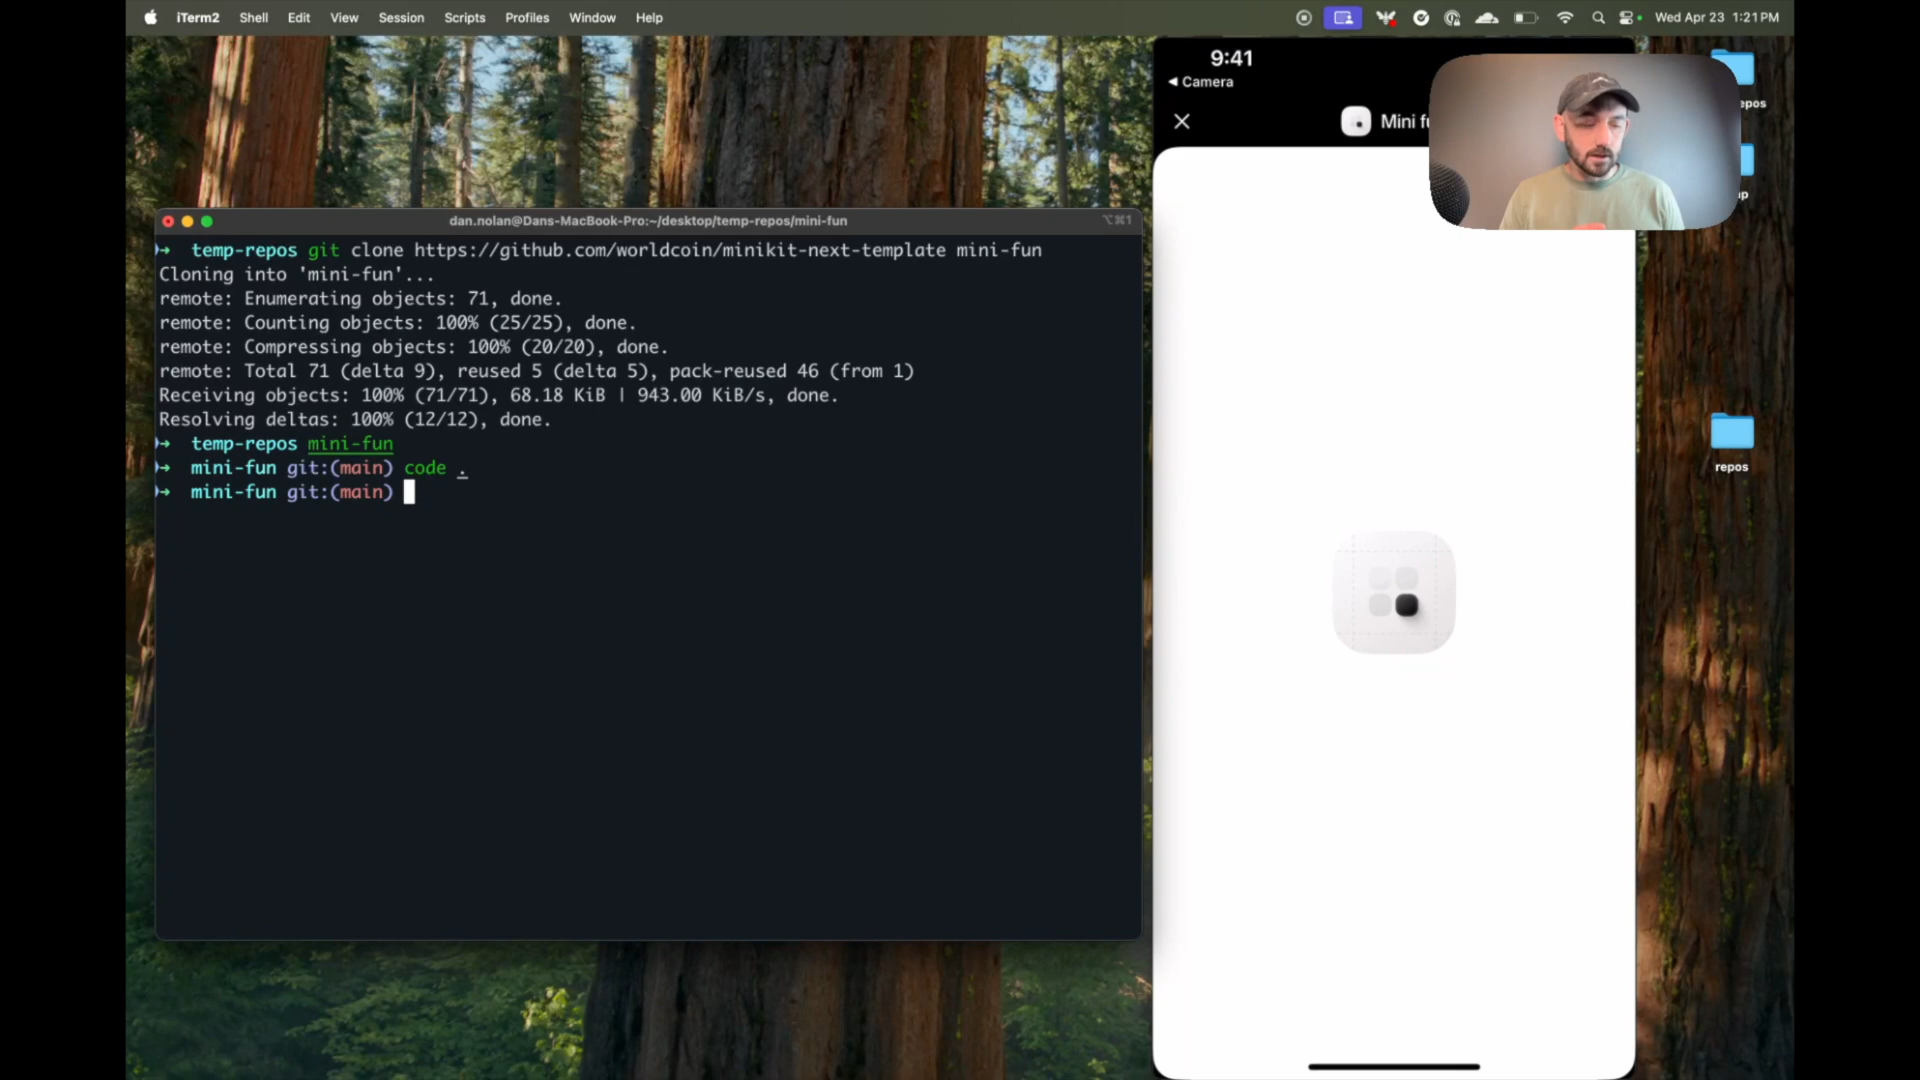 iTerm2 Shell Edit View Session Scripts Profiles Window Help
Wed Apr 23 1:21 PM
dan.nolan@Dans-MacBook-Pro:~/desktop/temp-repos/mini-fun
⌥⌘1
➜ temp-repos git clone https://github.com/worldcoin/minikit-next-template mini-fun
Cloning into 'mini-fun'...
remote: Enumerating objects: 71, done.
remote: Counting objects: 100% (25/25), done.
remote: Compressing objects: 100% (20/20), done.
remote: Total 71 (delta 9), reused 5 (delta 5), pack-reused 46 (from 1)
Receiving objects: 100% (71/71), 68.18 KiB | 943.00 KiB/s, done.
Resolving deltas: 100% (12/12), done.
➜ temp-repos mini-fun
➜ mini-fun git:(main) code .
➜ mini-fun git:(main)
9:41
◀ Camera
Mini
repos